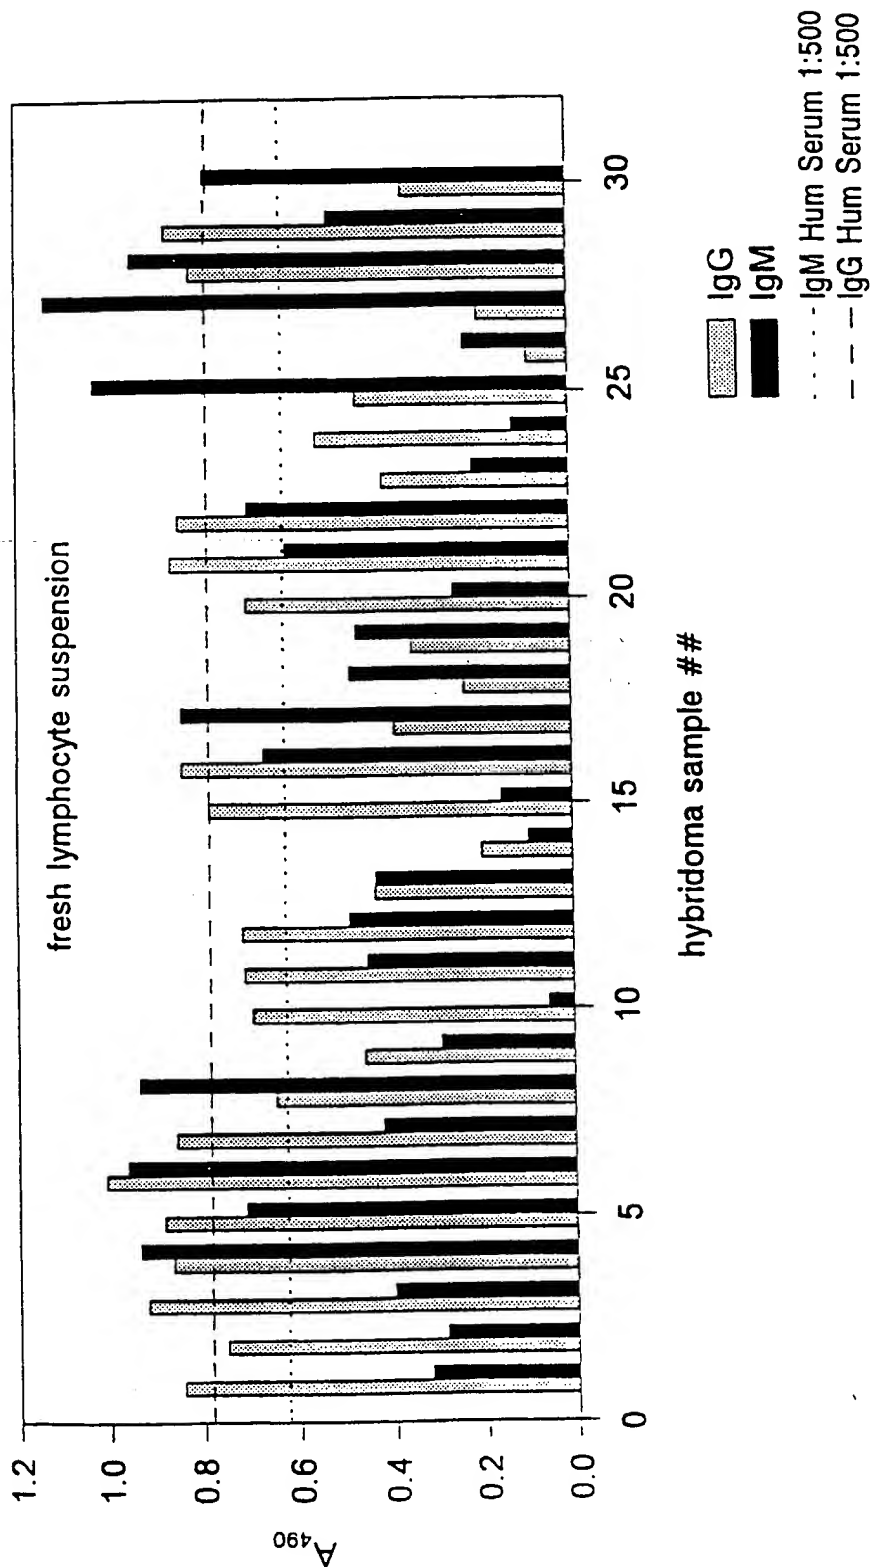 fresh lymphocyte suspension
A490
1.2
1.0
0.8
0.6
0.4
0.2
0.0
0
5
10
15
20
25
30
hybridoma sample ##
IgG
IgM
IgM Hum Serum 1:500
IgG Hum Serum 1:500